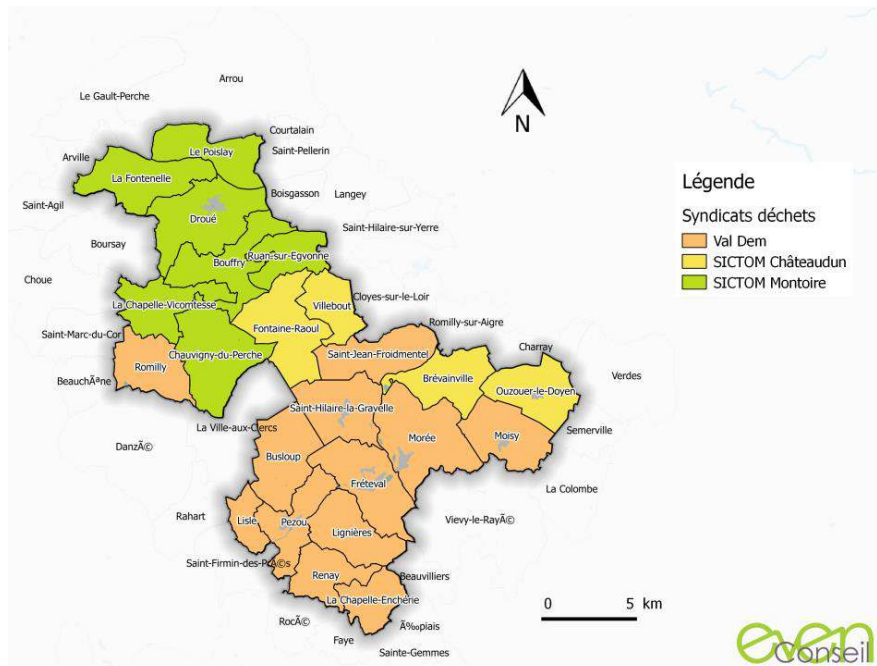 Arrou
Le Gault-Perche
Courtalain
Le Poislay
Saint-Pellerin
Arville
La Fontenelle
Boisgasson
Langey
Saint-Agil
Droué
Saint-Hilaire-sur-Yerre
Boursay
Ruan-sur-Egvonne
Bouffry
Choue
La Chapelle-Vicomtesse
Villebout
Cloyes-sur-le-Loir
Fontaine-Raoul
Romilly-sur-Aigre
Saint-Marc-du-Cor
Chauvigny-du-Perche
Saint-Jean-Froidmentel
Charray
Romilly
Verdes
BeauchÃªne
Brévainville
Ouzouer-le-Doyen
Saint-Hilaire-la-Gravelle
La Ville-aux-Clercs
Semerville
DanzÃ©
Morée
Moisy
Busloup
Fréteval
La Colombe
Rahart
Lisle
Pezou
Vievy-le-RayÃ©
Lignières
Saint-Firmin-des-PrÃ©s
Renay
Beauvilliers
La Chapelle-Enchérie
RocÃ©
Ã‰piais
Faye
Sainte-Gemmes
N
Légende
Syndicats déchets
Val Dem
SICTOM Châteaudun
SICTOM Montoire
0 5 km
even
Conseil